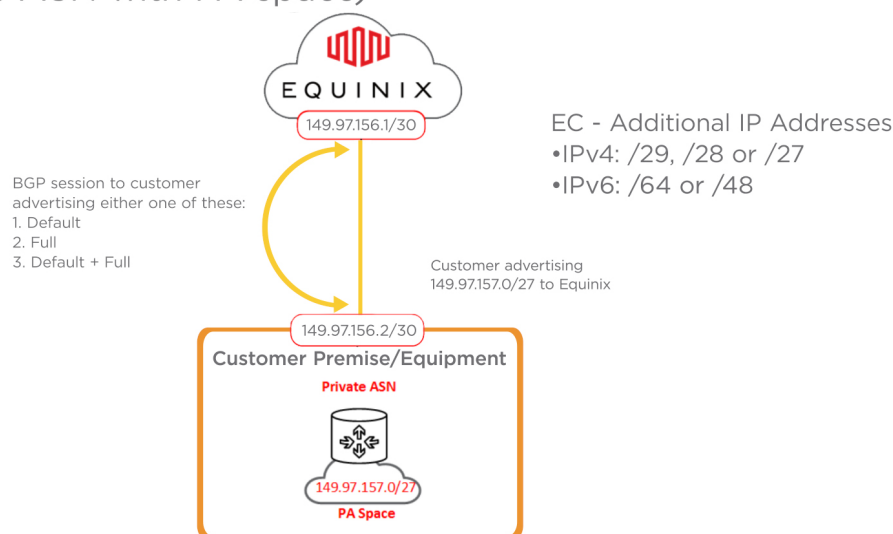 EQUINIX
149.97.156.1/30
EC - Additional IP Addresses
•IPv4: /29, /28 or /27
•IPv6: /64 or /48
BGP session to customer
advertising either one of these:
1. Default
2. Full
3. Default + Full
Customer advertising
149.97.157.0/27 to Equinix
149.97.156.2/30
Customer Premise/Equipment
Private ASN
149.97.157.0/27
PA Space